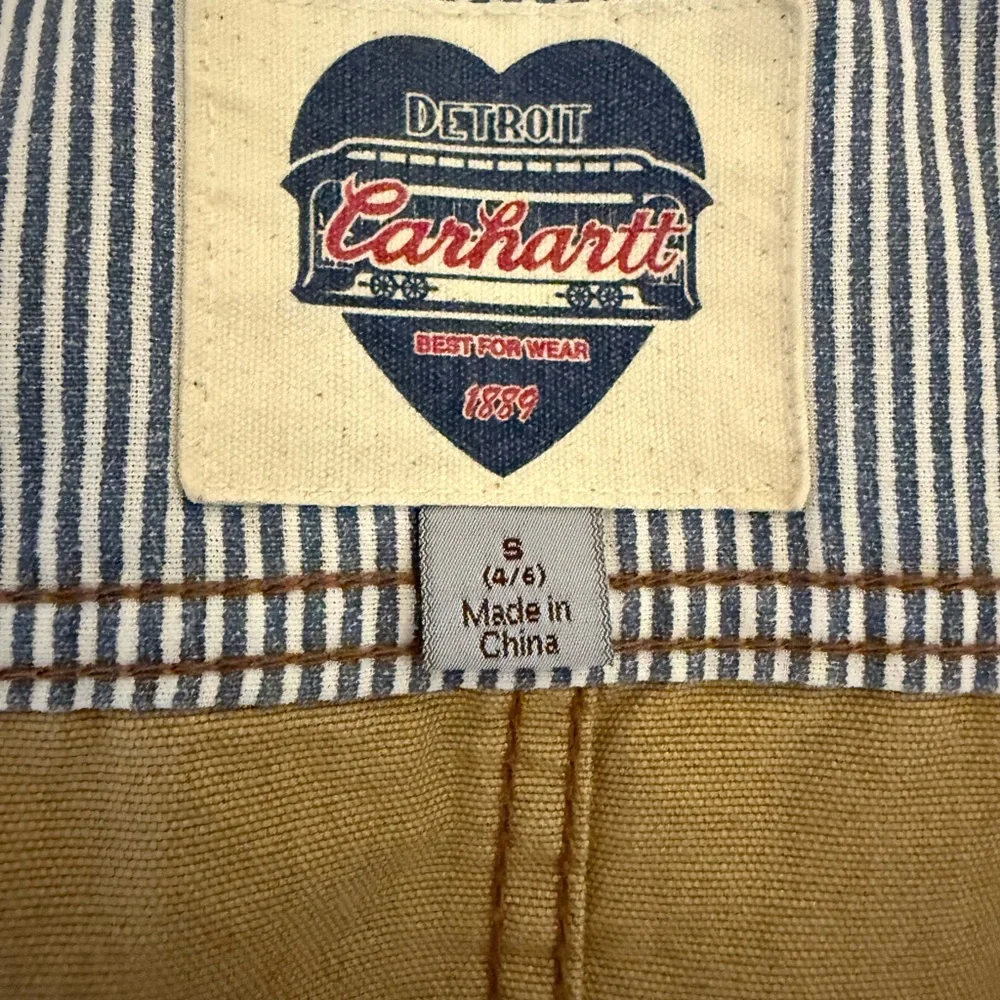 DETROIT
Carhartt
BEST FOR WEAR
1889
S
(4/6)
Made in
China